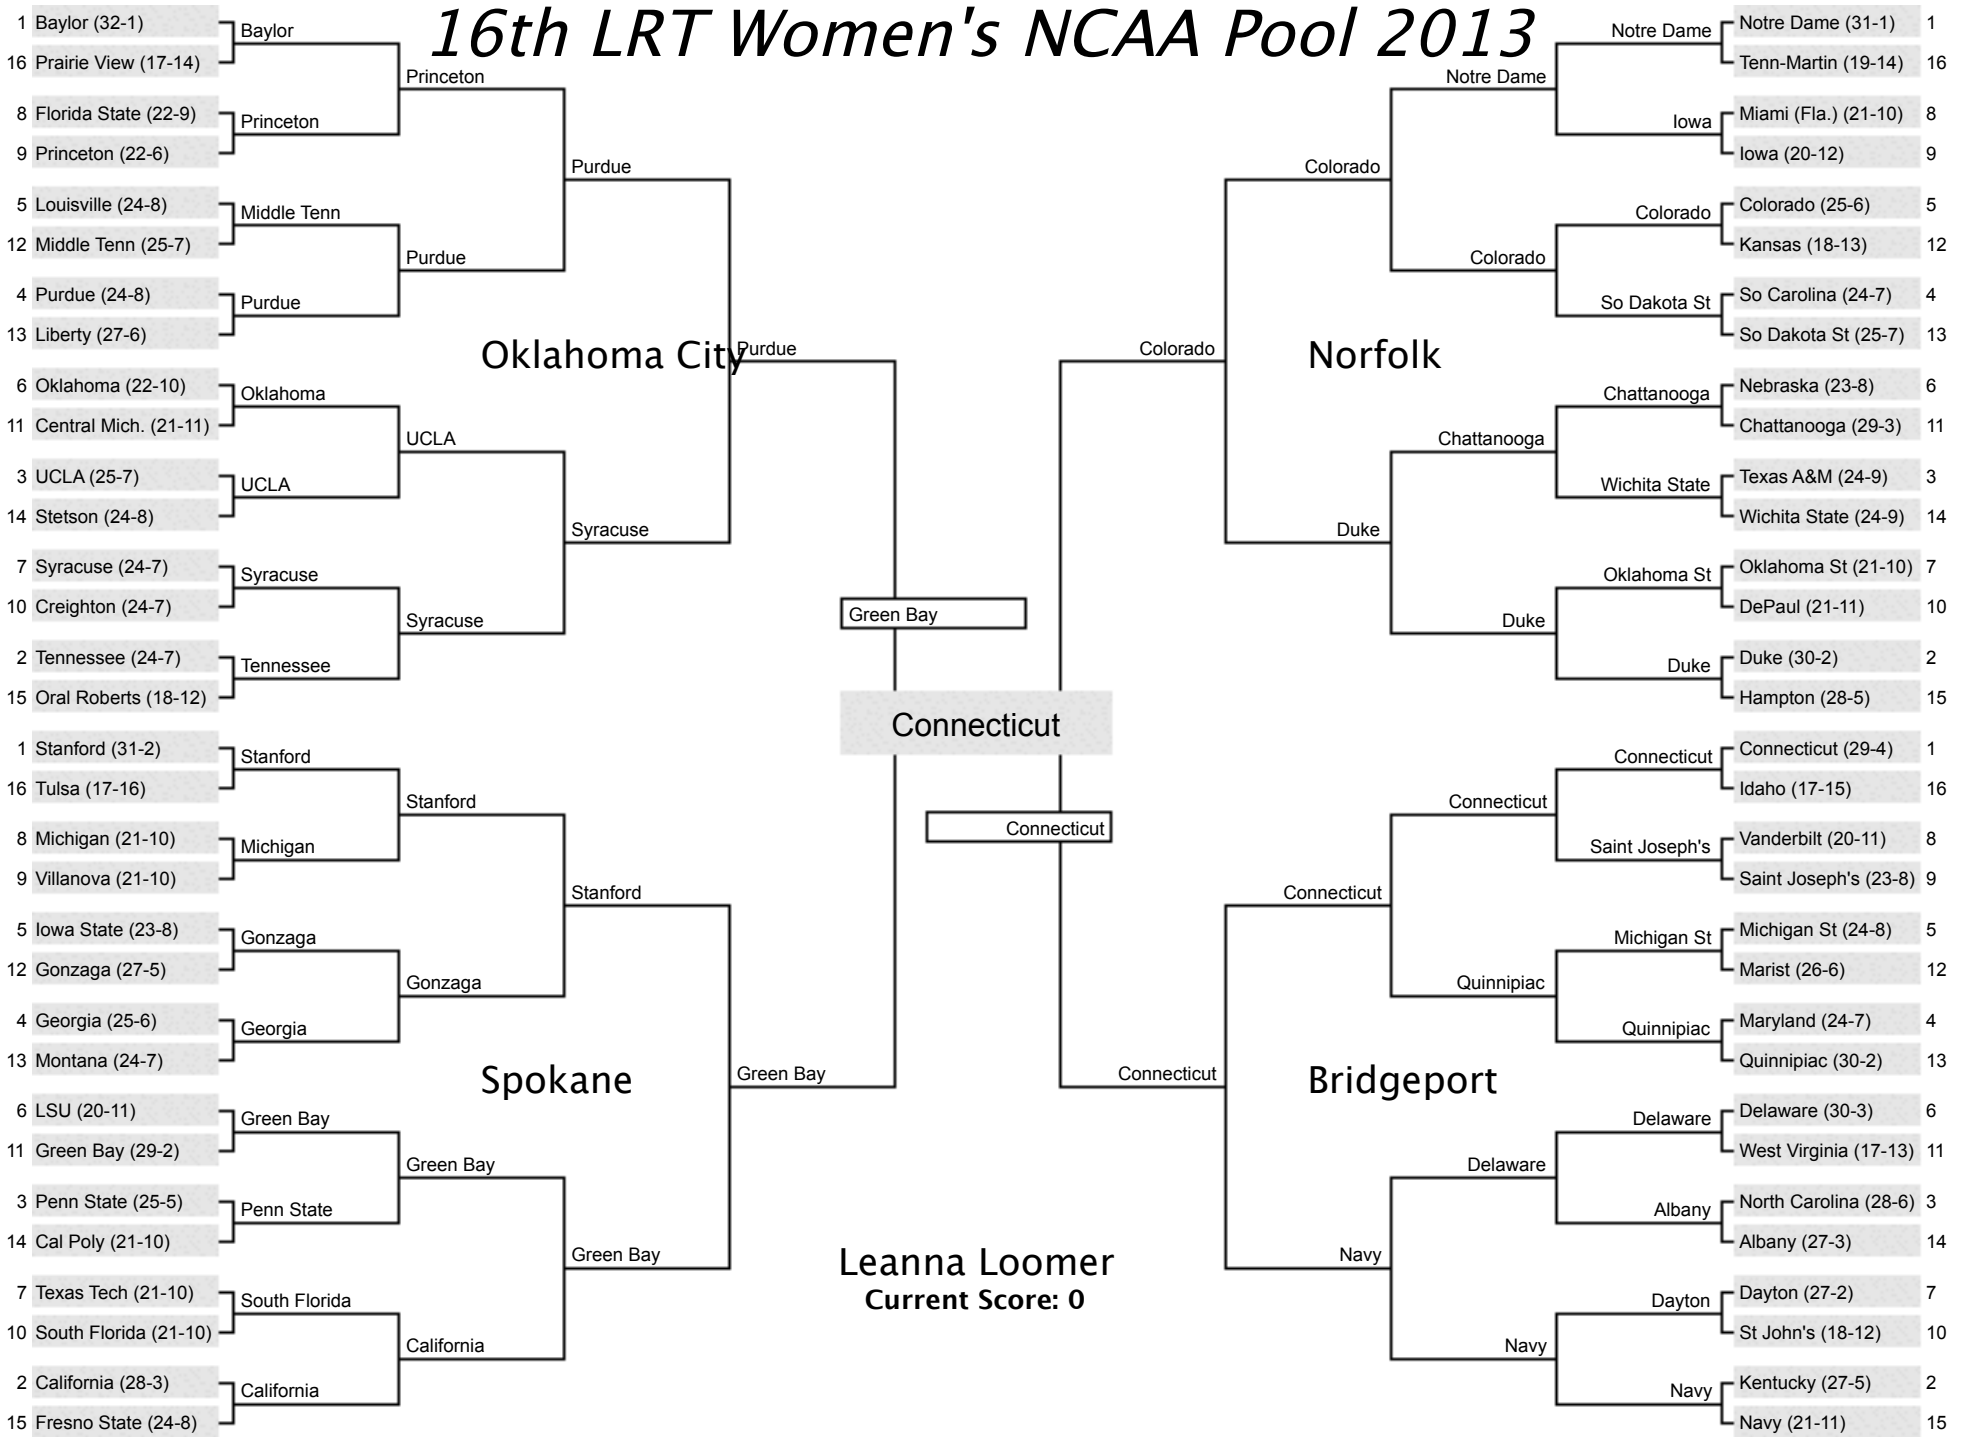 16th LRT Women's NCAA Pool 2013
1 Baylor (32-1)
16 Prairie View (17-14)
8 Florida State (22-9)
9 Princeton (22-6)
5 Louisville (24-8)
12 Middle Tenn (25-7)
4 Purdue (24-8)
13 Liberty (27-6)
6 Oklahoma (22-10)
11 Central Mich. (21-11)
3 UCLA (25-7)
14 Stetson (24-8)
7 Syracuse (24-7)
10 Creighton (24-7)
2 Tennessee (24-7)
15 Oral Roberts (18-12)
Baylor
Princeton
Middle Tenn
Purdue
Oklahoma
UCLA
Syracuse
Tennessee
Princeton
Purdue
UCLA
Syracuse
Purdue
Syracuse
Oklahoma City
Purdue
1 Stanford (31-2)
16 Tulsa (17-16)
8 Michigan (21-10)
9 Villanova (21-10)
5 Iowa State (23-8)
12 Gonzaga (27-5)
4 Georgia (25-6)
13 Montana (24-7)
6 LSU (20-11)
11 Green Bay (29-2)
3 Penn State (25-5)
14 Cal Poly (21-10)
7 Texas Tech (21-10)
10 South Florida (21-10)
2 California (28-3)
15 Fresno State (24-8)
Stanford
Michigan
Gonzaga
Georgia
Green Bay
Penn State
South Florida
California
Stanford
Gonzaga
Green Bay
California
Stanford
Green Bay
Spokane
Green Bay
Green Bay
Connecticut
Connecticut
Leanna Loomer
Current Score: 0
Notre Dame (31-1) 1
Tenn-Martin (19-14) 16
Miami (Fla.) (21-10) 8
Iowa (20-12) 9
Colorado (25-6) 5
Kansas (18-13) 12
So Carolina (24-7) 4
So Dakota St (25-7) 13
Nebraska (23-8) 6
Chattanooga (29-3) 11
Texas A&M (24-9) 3
Wichita State (24-9) 14
Oklahoma St (21-10) 7
DePaul (21-11) 10
Duke (30-2) 2
Hampton (28-5) 15
Notre Dame
Iowa
Colorado
So Dakota St
Chattanooga
Wichita State
Oklahoma St
Duke
Notre Dame
Colorado
Chattanooga
Duke
Colorado
Duke
Norfolk
Colorado
Connecticut (29-4) 1
Idaho (17-15) 16
Vanderbilt (20-11) 8
Saint Joseph's (23-8) 9
Michigan St (24-8) 5
Marist (26-6) 12
Maryland (24-7) 4
Quinnipiac (30-2) 13
Delaware (30-3) 6
West Virginia (17-13) 11
North Carolina (28-6) 3
Albany (27-3) 14
Dayton (27-2) 7
St John's (18-12) 10
Kentucky (27-5) 2
Navy (21-11) 15
Connecticut
Saint Joseph's
Michigan St
Quinnipiac
Delaware
Albany
Dayton
Navy
Connecticut
Quinnipiac
Delaware
Navy
Connecticut
Navy
Bridgeport
Connecticut